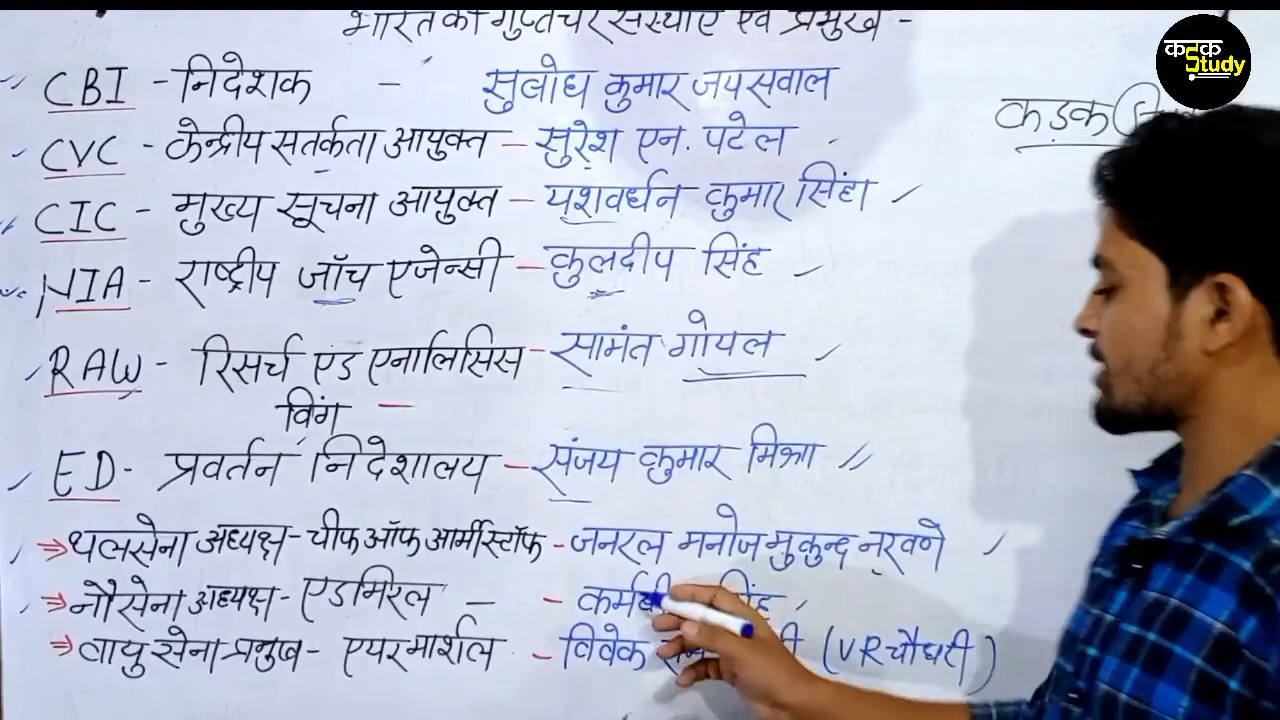 भारत की गुप्तचर संस्थाए एवं प्रमुख -
कड़क Study
CBI - निदेशक - सुबोध कुमार जयसवाल
कड़क
CVC - केन्द्रीय सतर्कता आयुक्त - सुरेश एन. पटेल
CIC - मुख्य सूचना आयुक्त - यशवर्धन कुमार सिंहा
NIA - राष्ट्रीय जॉच एजेन्सी - कुलदीप सिंह
RAW - रिसर्च एंड एनालिसिस - सामंत गोयल
विंग -
ED - प्रवर्तन निदेशालय - संजय कुमार मिश्रा
⇒ थलसेना अध्यक्ष - चीफ ऑफ आर्मी स्टॉफ - जनरल मनोज मुकुन्द नरवणे
⇒ नौसेना अध्यक्ष - एडमिरल - - सिंह
⇒ वायु सेना प्रमुख - एयर मार्शल - विवेक (VR चौधरी)